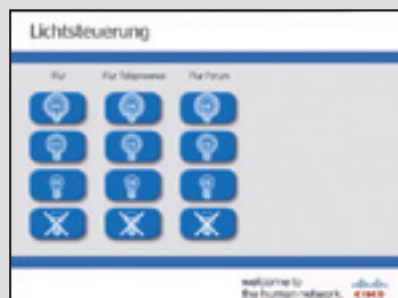 Lichtsteuerung
Flur Flur Telepresence Flur Forum
welcome to
the human network.
CISCO